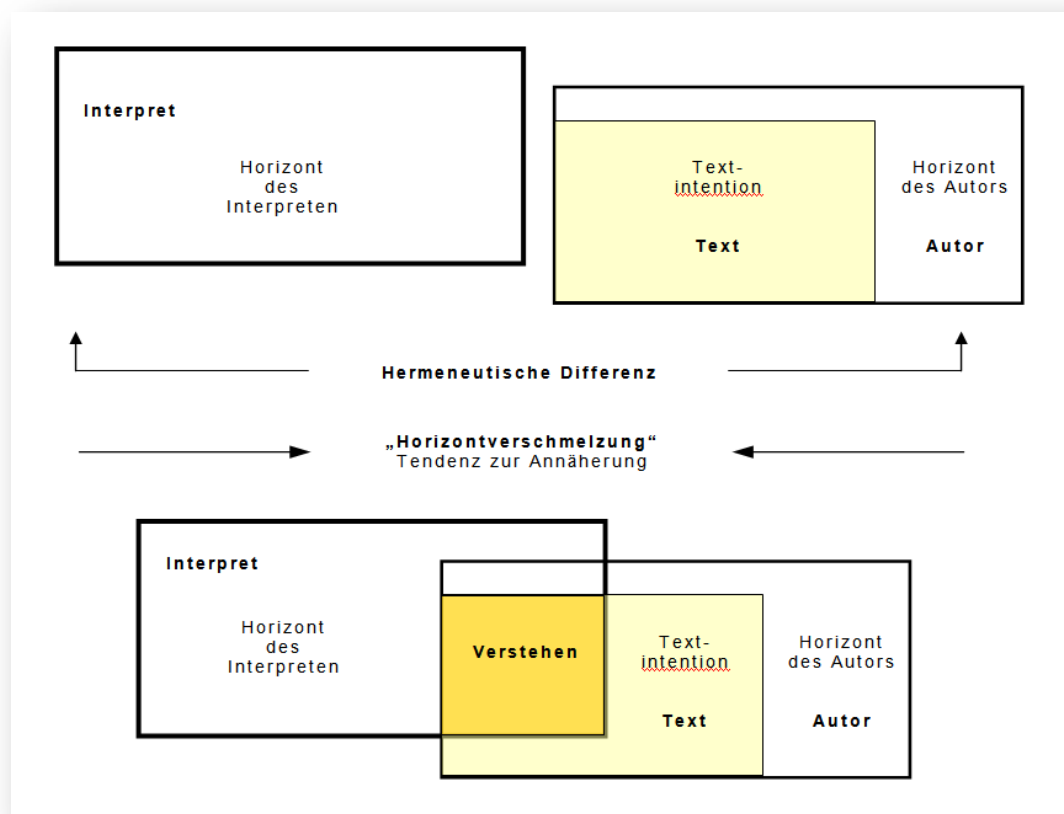 Interpret
Horizont
des
Interpreten
Text-
intention
Text
Horizont
des Autors
Autor
Hermeneutische Differenz
„Horizontverschmelzung“
Tendenz zur Annäherung
Interpret
Horizont
des
Interpreten
Verstehen
Text-
intention
Text
Horizont
des Autors
Autor